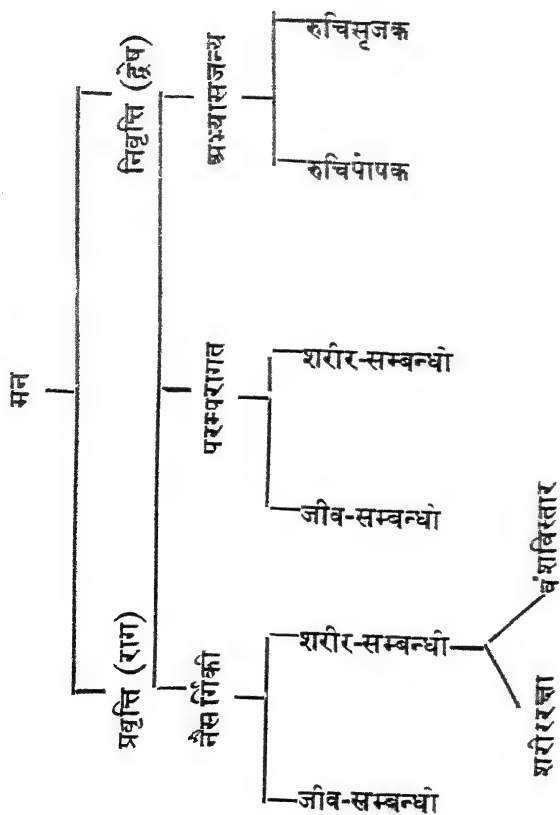 मन
प्रवृत्ति (राग)
निवृत्ति (द्वेष)
नैसर्गिकी
परम्परागत
अभ्यासजन्य
जीव-सम्बन्धी
शरीर-सम्बन्धी
जीव-सम्बन्धी
शरीर-सम्बन्धी
रुचिपोषक
रुचिसृजक
शरीररक्षा
वंशविस्तार